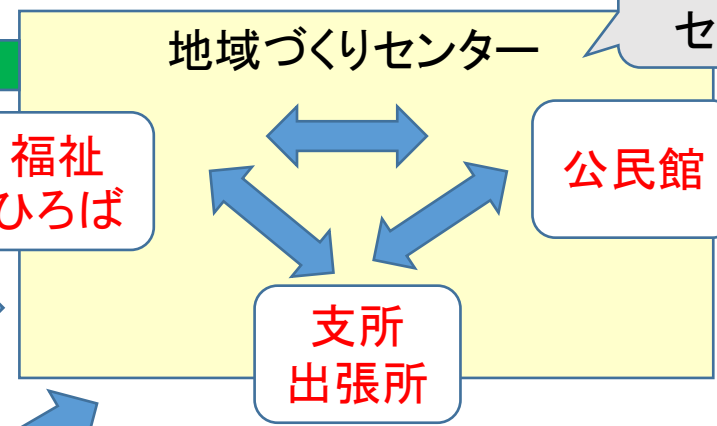 セ
地域づくりセンター
福祉
ひろば
公民館
支所
出張所